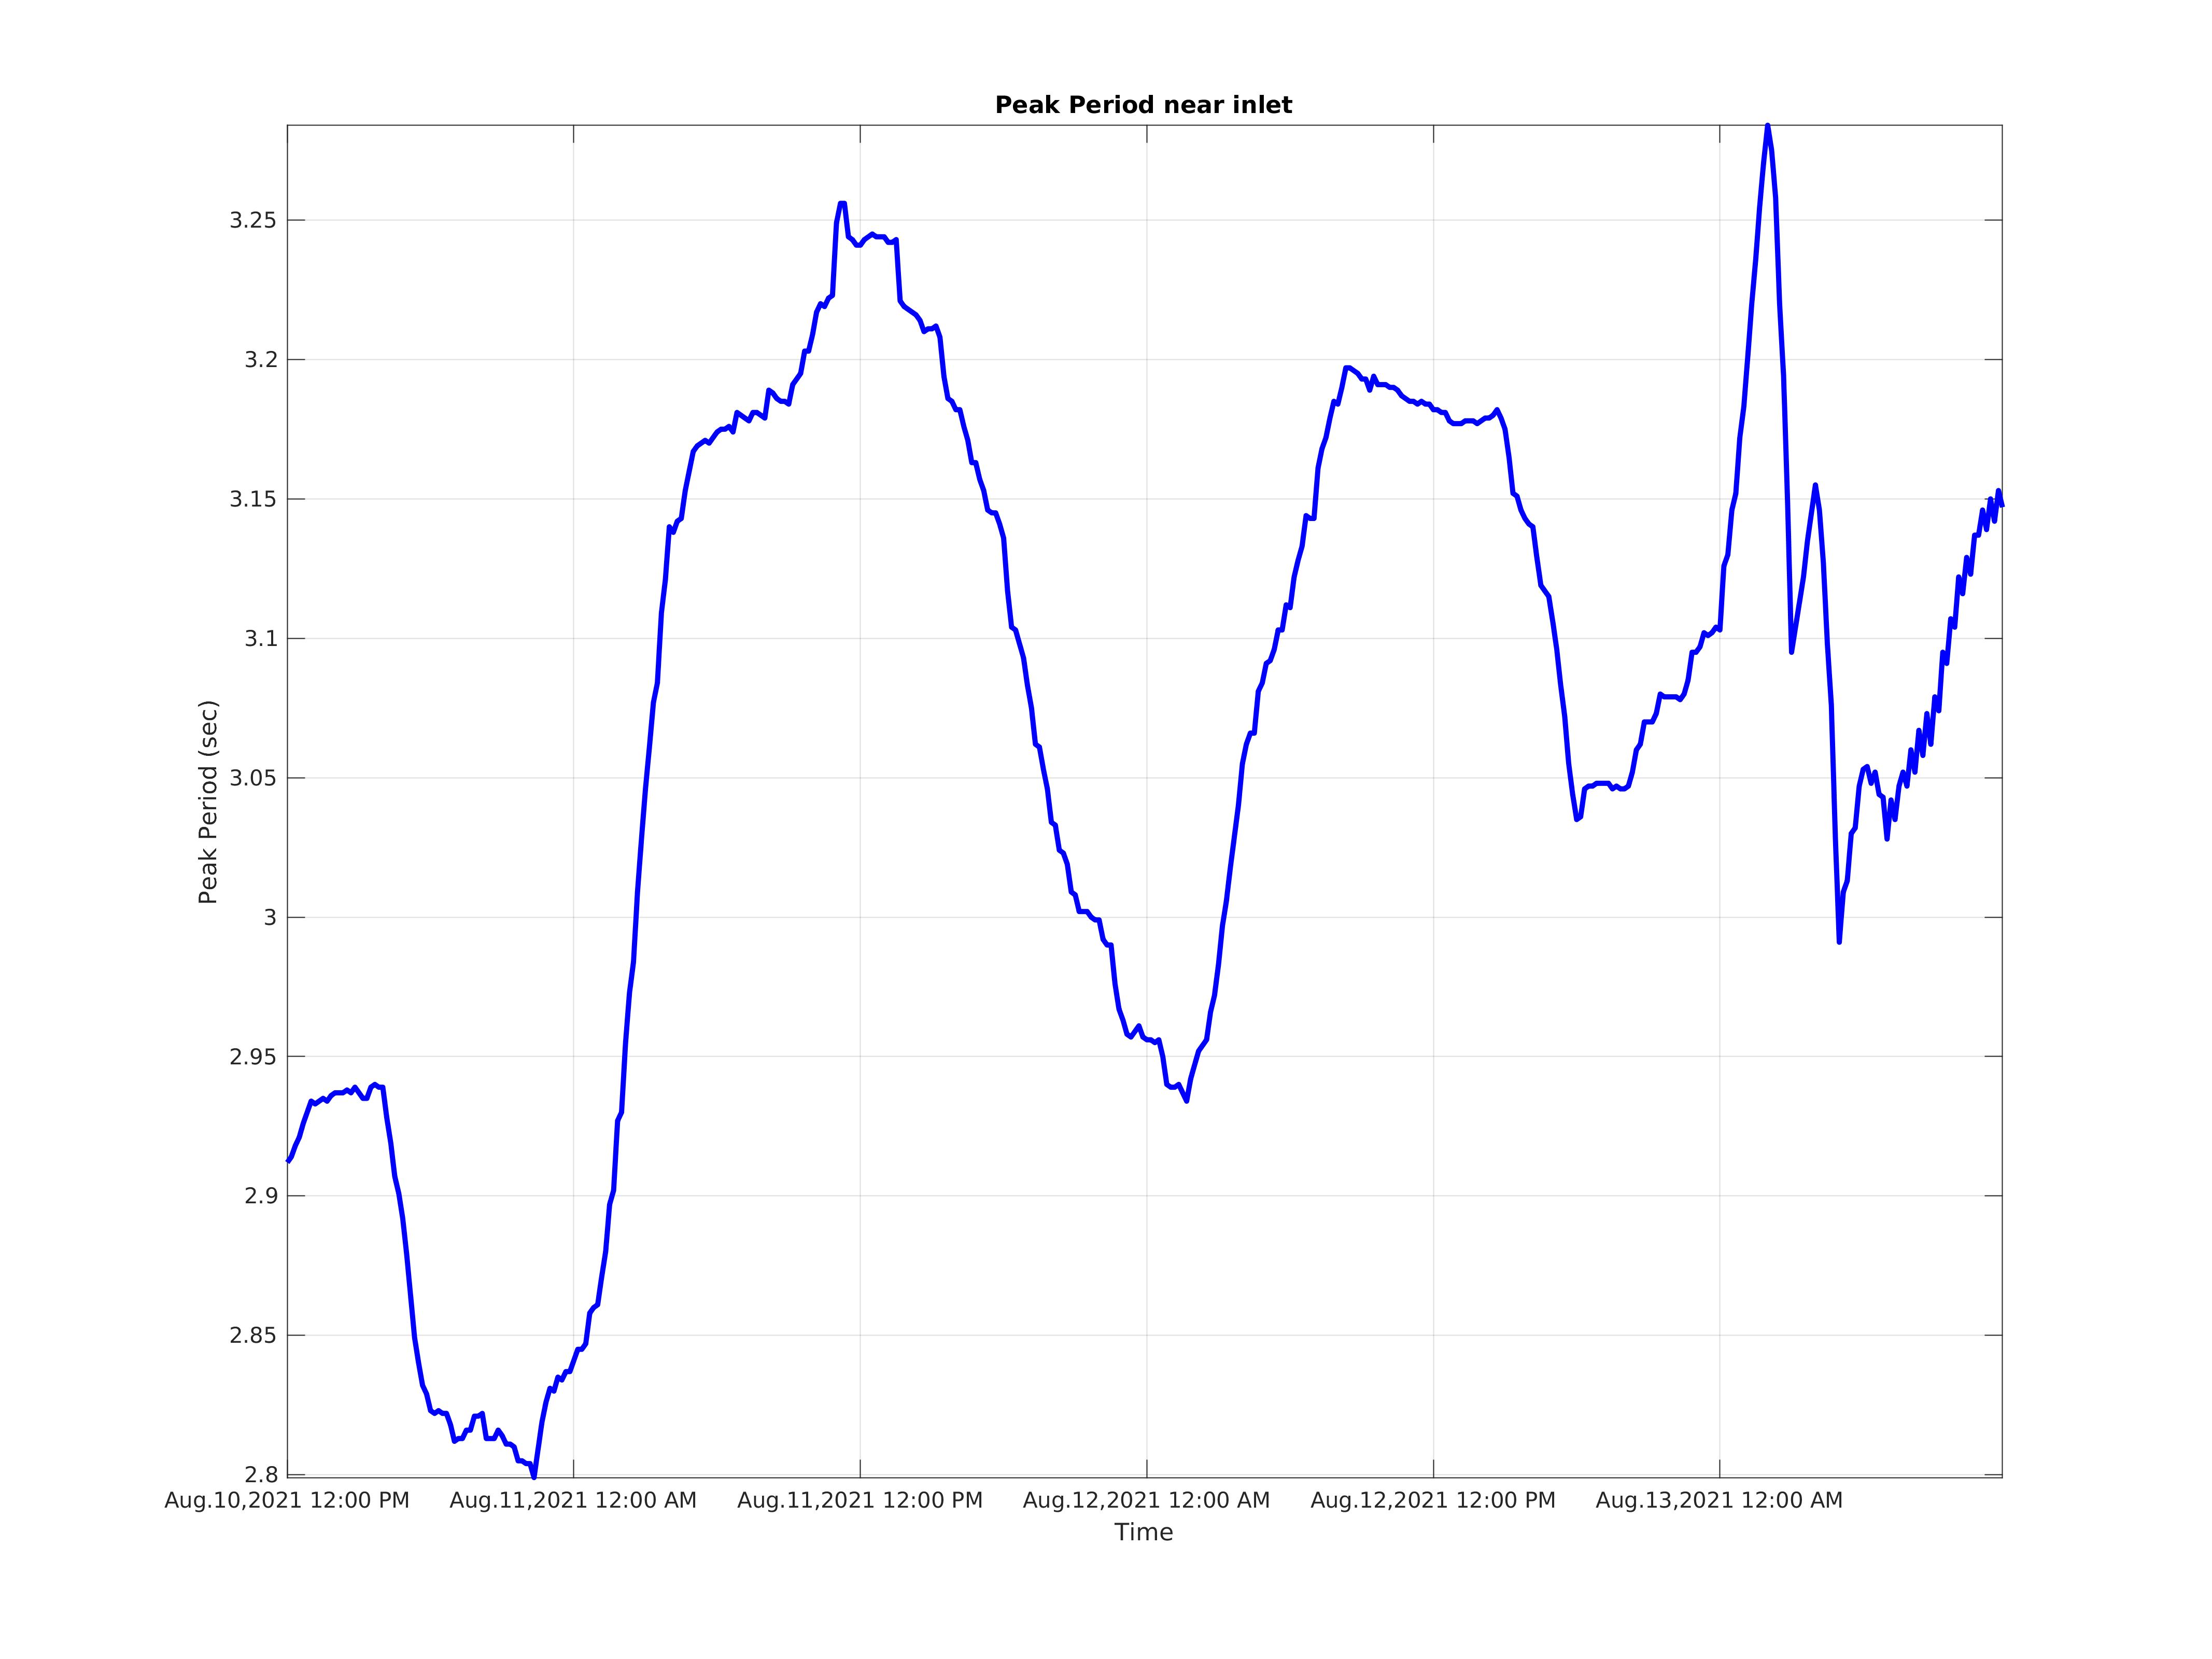 Peak Period near inlet
3.25
3.2
3.15
3.1
3.05
3
2.95
2.9
2.85
2.8
Peak Period (sec)
Aug.10,2021 12:00 PM
Aug.11,2021 12:00 AM
Aug.11,2021 12:00 PM
Aug.12,2021 12:00 AM
Aug.12,2021 12:00 PM
Aug.13,2021 12:00 AM
Time